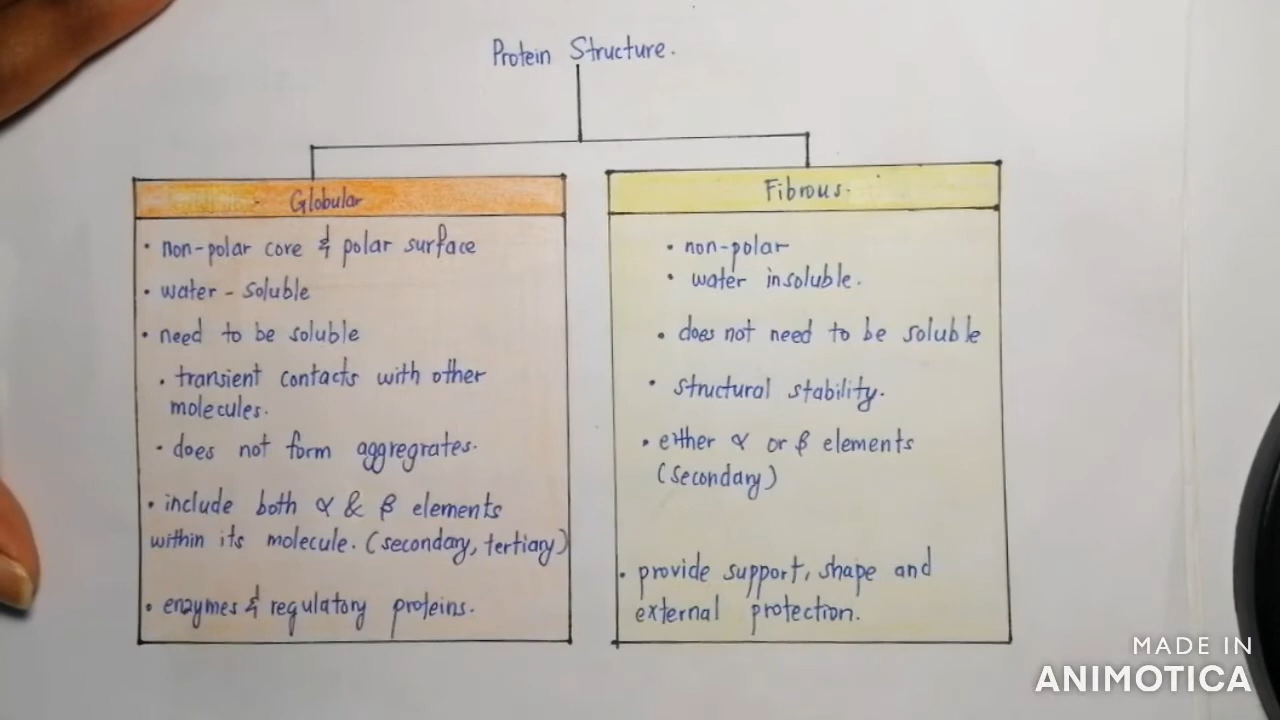 Protein Structure.
Globular
• non-polar core & polar surface
• water - soluble
• need to be soluble
• transient contacts with other
molecules.
• does not form aggregrates.
• include both α & β elements
within its molecule. (secondary, tertiary)
• enzymes & regulatory proteins.
Fibrous.
• non-polar
• water insoluble.
• does not need to be soluble
• structural stability.
• either α or β elements
(secondary)
• provide support, shape and
external protection.
MADE IN
ANIMOTICA